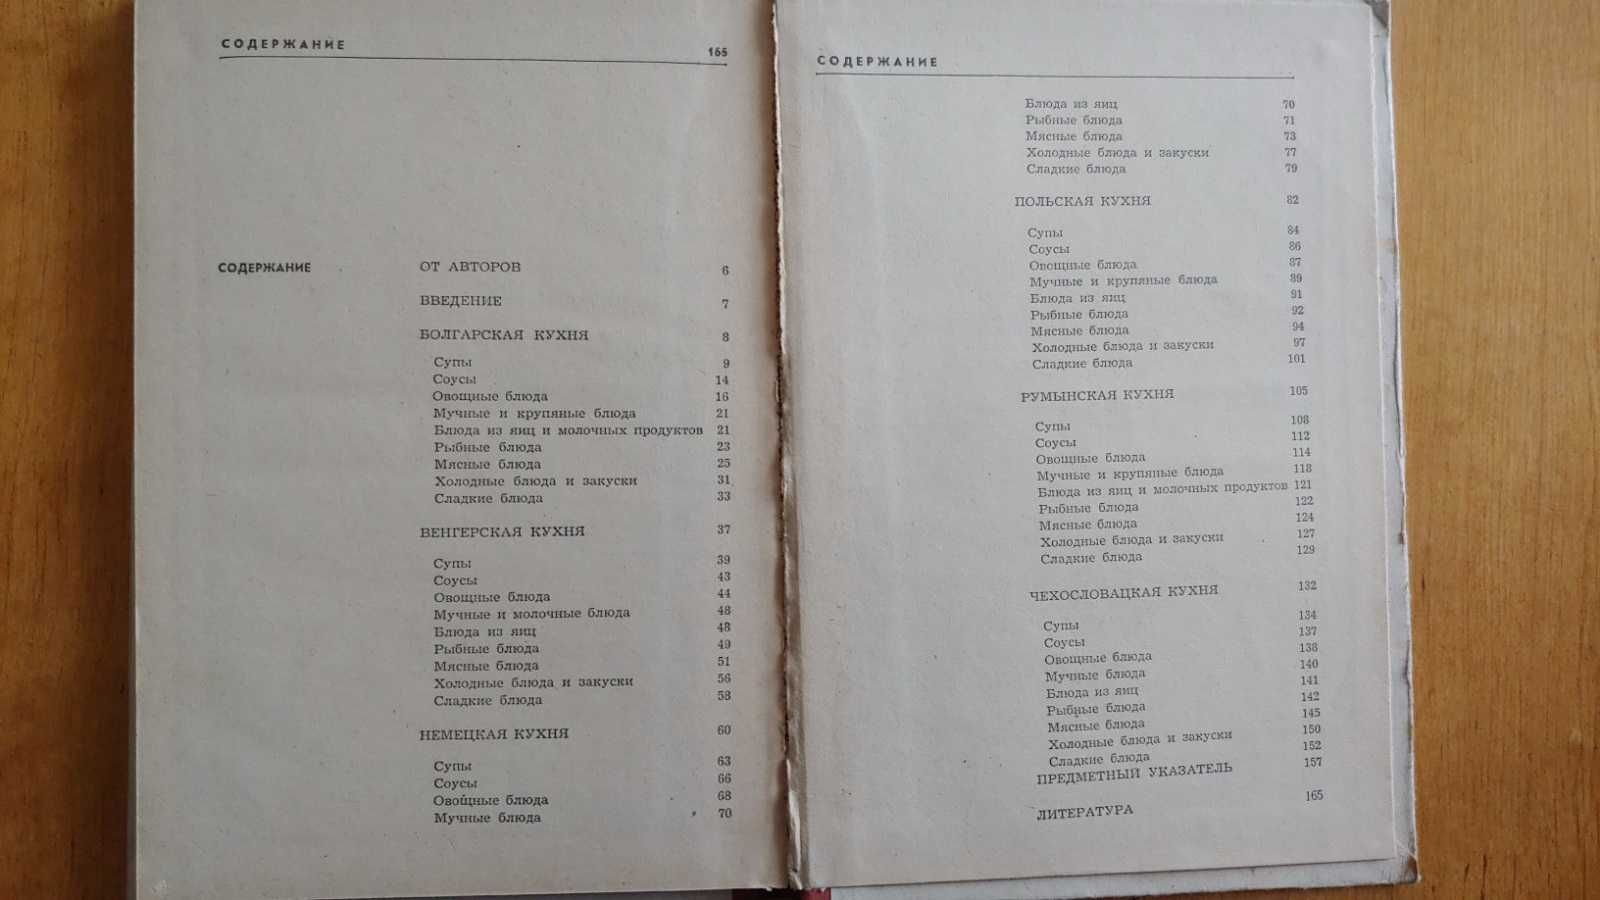 СОДЕРЖАНИЕ 165
СОДЕРЖАНИЕ
ОТ АВТОРОВ 6
ВВЕДЕНИЕ 7
БОЛГАРСКАЯ КУХНЯ 8
Супы 9
Соусы 14
Овощные блюда 16
Мучные и крупяные блюда 21
Блюда из яиц и молочных продуктов 21
Рыбные блюда 23
Мясные блюда 25
Холодные блюда и закуски 31
Сладкие блюда 33
ВЕНГЕРСКАЯ КУХНЯ 37
Супы 39
Соусы 43
Овощные блюда 44
Мучные и молочные блюда 48
Блюда из яиц 48
Рыбные блюда 49
Мясные блюда 51
Холодные блюда и закуски 56
Сладкие блюда 58
НЕМЕЦКАЯ КУХНЯ 60
Супы 63
Соусы 66
Овощные блюда 68
Мучные блюда 70
СОДЕРЖАНИЕ
Блюда из яиц 70
Рыбные блюда 71
Мясные блюда 73
Холодные блюда и закуски 77
Сладкие блюда 79
ПОЛЬСКАЯ КУХНЯ 82
Супы 84
Соусы 86
Овощные блюда 87
Мучные и крупяные блюда 89
Блюда из яиц 91
Рыбные блюда 92
Мясные блюда 94
Холодные блюда и закуски 97
Сладкие блюда 101
РУМЫНСКАЯ КУХНЯ 105
Супы 108
Соусы 112
Овощные блюда 114
Мучные и крупяные блюда 118
Блюда из яиц и молочных продуктов 121
Рыбные блюда 122
Мясные блюда 124
Холодные блюда и закуски 127
Сладкие блюда 129
ЧЕХОСЛОВАЦКАЯ КУХНЯ 132
Супы 134
Соусы 137
Овощные блюда 138
Мучные блюда 140
Блюда из яиц 141
Рыбные блюда 142
Мясные блюда 145
Холодные блюда и закуски 150
Сладкие блюда 152
ПРЕДМЕТНЫЙ УКАЗАТЕЛЬ 157
ЛИТЕРАТУРА 165